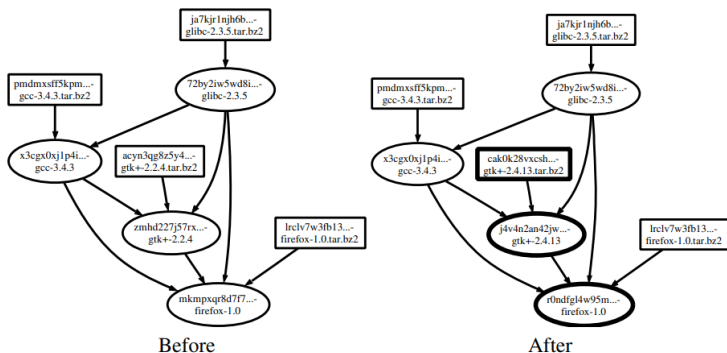 ja7kjr1njh6b...-
glibc-2.3.5.tar.bz2
pmdmxsff5kpm...-
gcc-3.4.3.tar.bz2
72by2iw5wd8i...-
glibc-2.3.5
x3cgx0xj1p4i...-
gcc-3.4.3
acyn3qg8z5y4...-
gtk+-2.2.4.tar.bz2
zmhd227j57rx...-
gtk+-2.2.4
lrclv7w3fb13...-
firefox-1.0.tar.bz2
mkmpxqr8d7f7...-
firefox-1.0
Before
ja7kjr1njh6b...-
glibc-2.3.5.tar.bz2
pmdmxsff5kpm...-
gcc-3.4.3.tar.bz2
72by2iw5wd8i...-
glibc-2.3.5
x3cgx0xj1p4i...-
gcc-3.4.3
cak0k28vxcsh...-
gtk+-2.4.13.tar.bz2
j4v4n2an42jw...-
gtk+-2.4.13
lrclv7w3fb13...-
firefox-1.0.tar.bz2
r0ndfgl4w95m...-
firefox-1.0
After